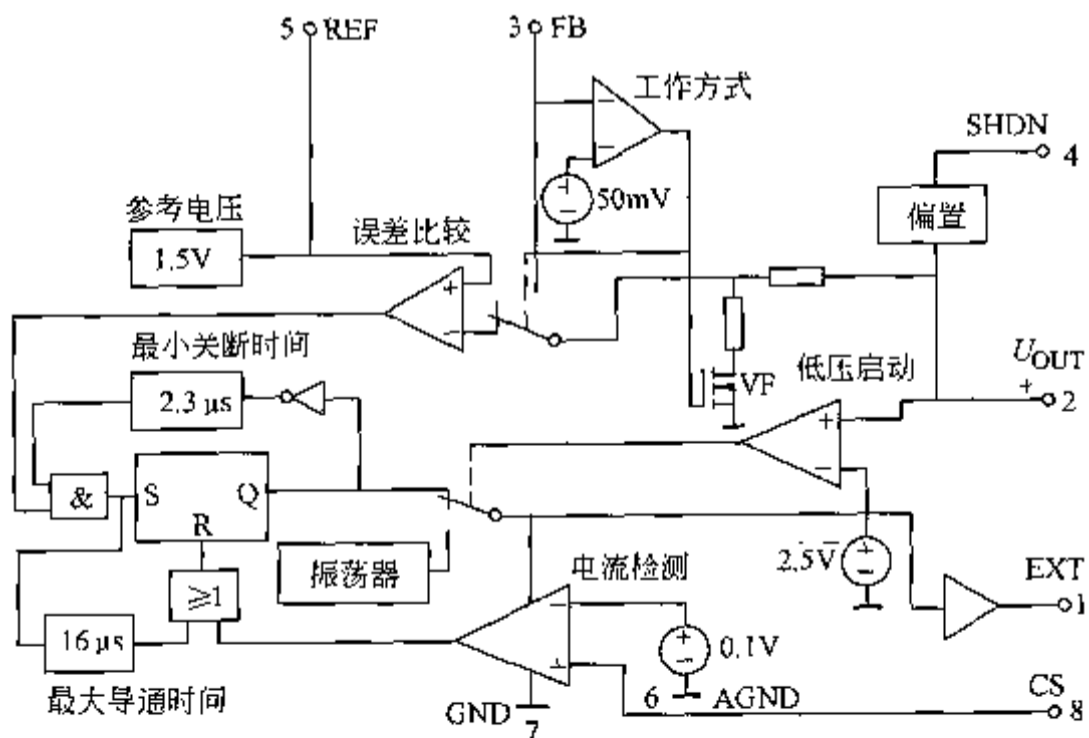 5 REF
3 FB
工作方式
SHDN
4
50mV
偏置
参考电压
1.5V
误差比较
+
−
最小关断时间
2.3 μs
VF
低压启动
U_OUT
+
2
&
S
Q
R
振荡器
2.5V
电流检测
EXT
1
≥1
16 μs
0.1V
最大导通时间
GND
7
6
AGND
CS
8